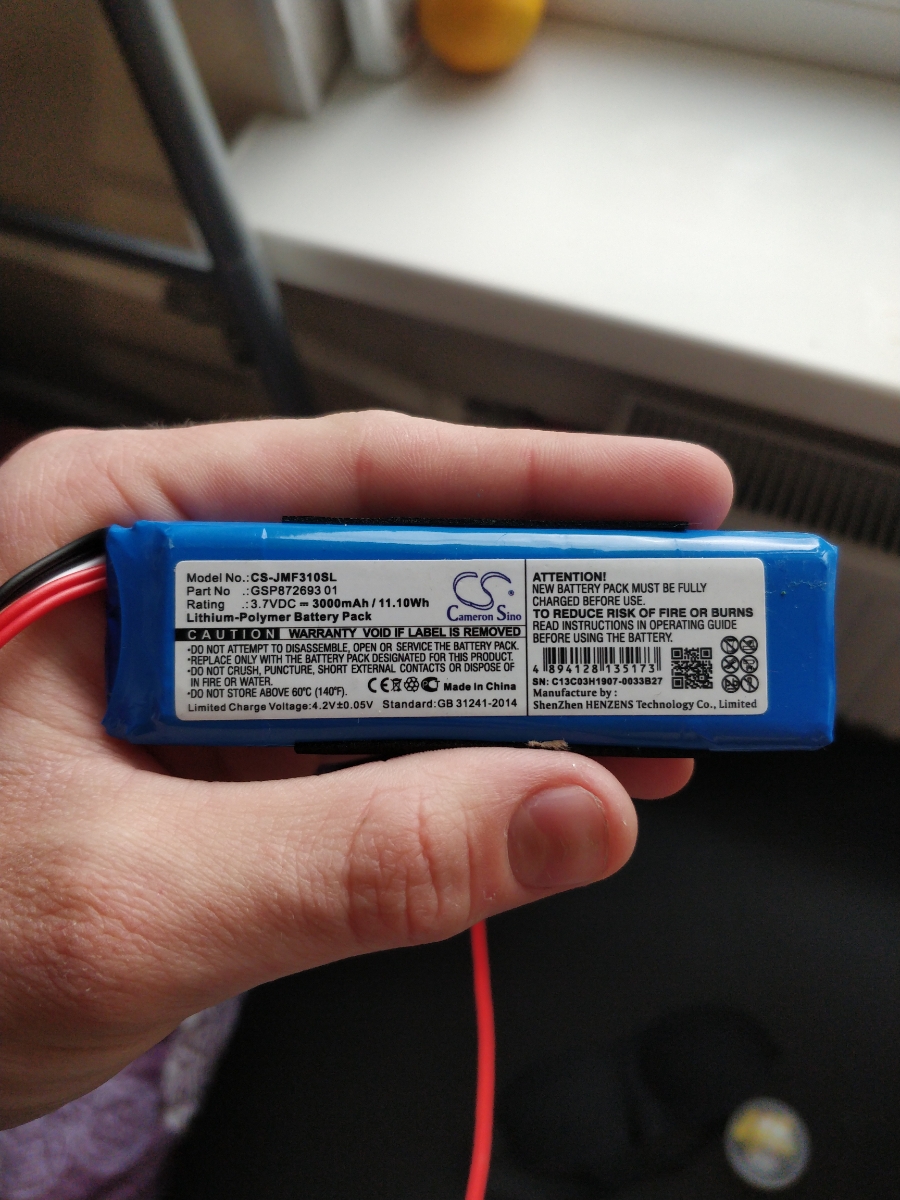 Model No.:CS-JMF310SL
Part No .:GSP872693 01
Rating .:3.7VDC ⎓ 3000mAh / 11.10Wh
Lithium-Polymer Battery Pack
CS®
Cameron Sino
CAUTION WARRANTY VOID IF LABEL IS REMOVED
•DO NOT ATTEMPT TO DISASSEMBLE, OPEN OR SERVICE THE BATTERY PACK.
•REPLACE ONLY WITH THE BATTERY PACK DESIGNATED FOR THIS PRODUCT.
•DO NOT CRUSH, PUNCTURE, SHORT EXTERNAL CONTACTS OR DISPOSE OF
IN FIRE OR WATER.
•DO NOT STORE ABOVE 60°C (140°F).
CE Made in China
Limited Charge Voltage:4.2V±0.05V Standard:GB 31241-2014
ATTENTION!
NEW BATTERY PACK MUST BE FULLY
CHARGED BEFORE USE.
TO REDUCE RISK OF FIRE OR BURNS
READ INSTRUCTIONS IN OPERATING GUIDE
BEFORE USING THE BATTERY.
4 894128 135173
SN: C13C03H1907-0033B27
Manufacture by :
ShenZhen HENZENS Technology Co., Limited